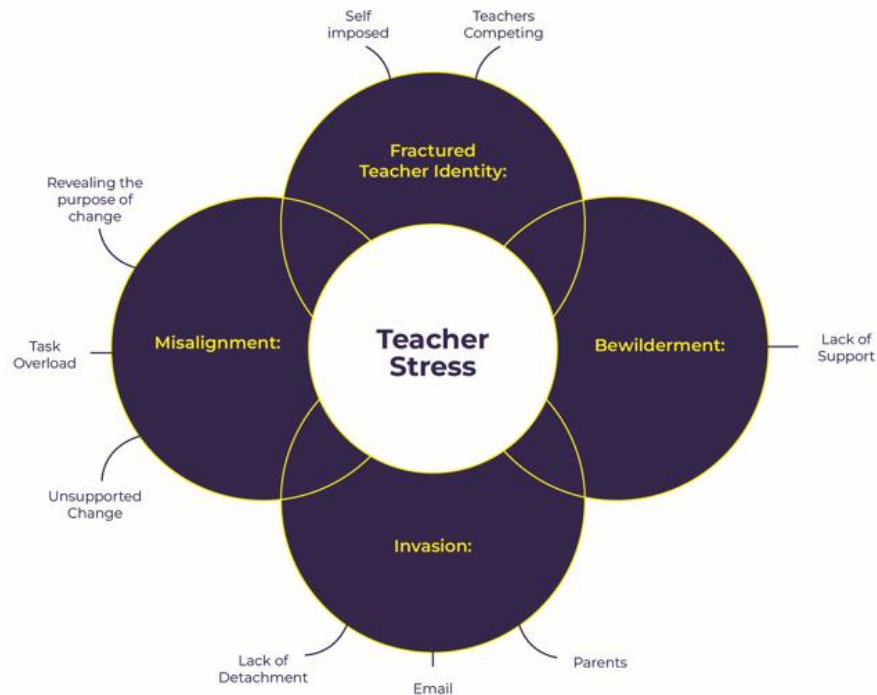 Self
imposed
Teachers
Competing
Fractured
Teacher Identity:
Revealing the
purpose of
change
Misalignment:
Teacher
Stress
Bewilderment:
Task
Overload
Lack of
Support
Unsupported
Change
Invasion:
Lack of
Detachment
Email
Parents